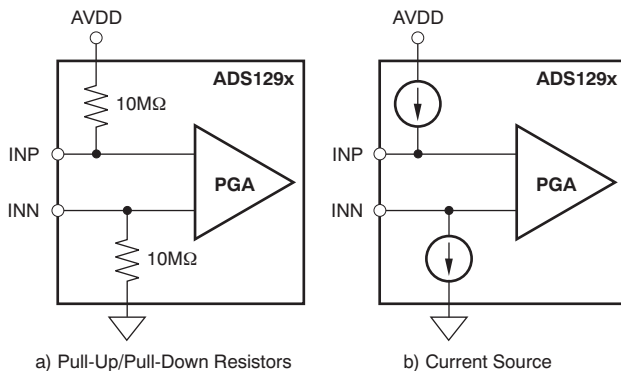 AVDD
ADS129x
10MΩ
INP
INN
PGA
10MΩ
a) Pull-Up/Pull-Down Resistors
AVDD
ADS129x
INP
INN
PGA
b) Current Source